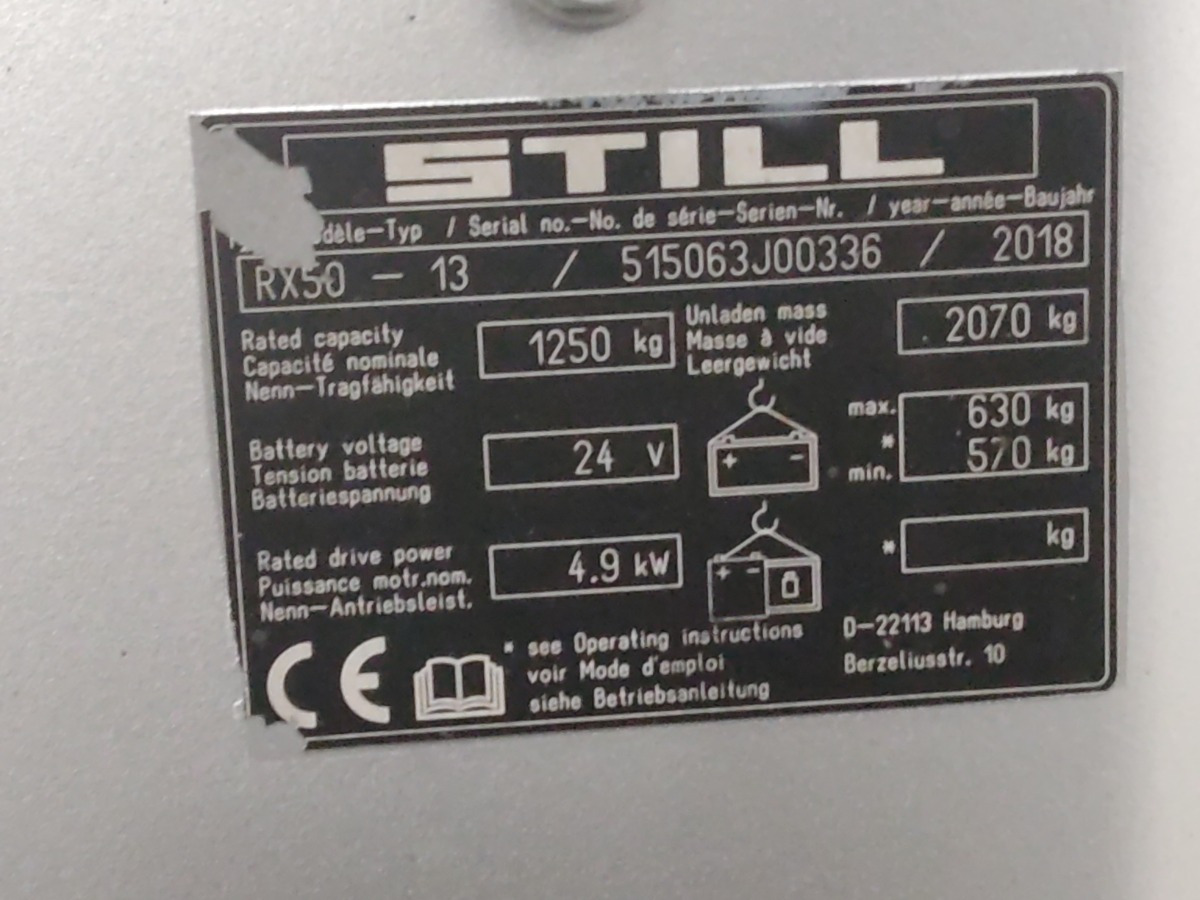 STILL
dèle-Typ / Serial no.-No. de série-Serien-Nr. / year-année-Baujahr
RX50 - 13 / 515063J00336 / 2018
Rated capacity
Capacité nominale
Nenn-Tragfähigkeit
1250 kg
Unladen mass
Masse à vide
Leergewicht
2070 kg
Battery voltage
Tension batterie
Batteriespannung
24 V
+ -
max. 630 kg
*
min. 570 kg
Rated drive power
Puissance motr.nom.
Nenn-Antriebsleist.
4.9 kW
+ -
* kg
CE
* see Operating instructions
voir Mode d'emploi
siehe Betriebsanleitung
D-22113 Hamburg
Berzeliusstr. 10